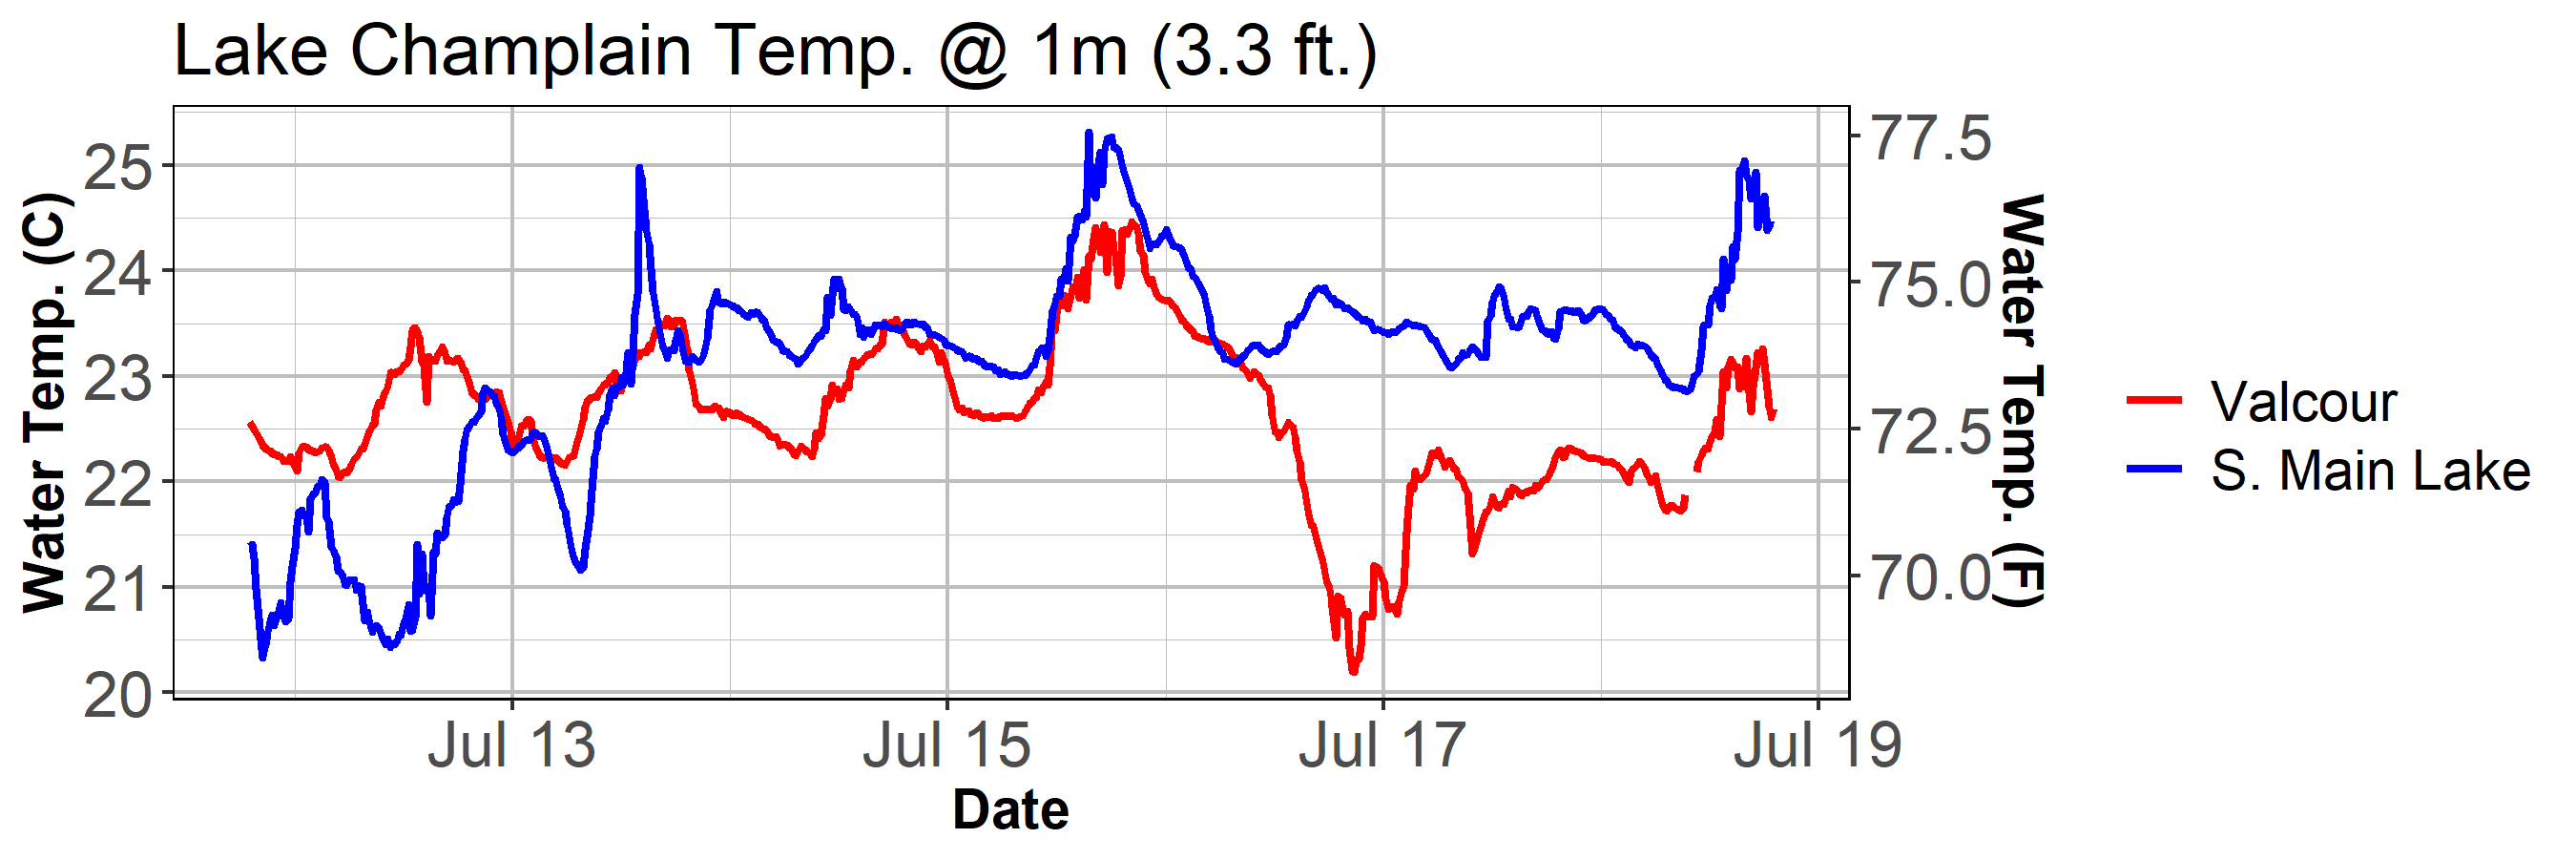 Lake Champlain Temp. @ 1m (3.3 ft.)
Water Temp. (C)
25
24
23
22
21
20
77.5
75.0
72.5
70.0
Water Temp. (F)
Jul 13
Jul 15
Jul 17
Jul 19
Date
Valcour
S. Main Lake